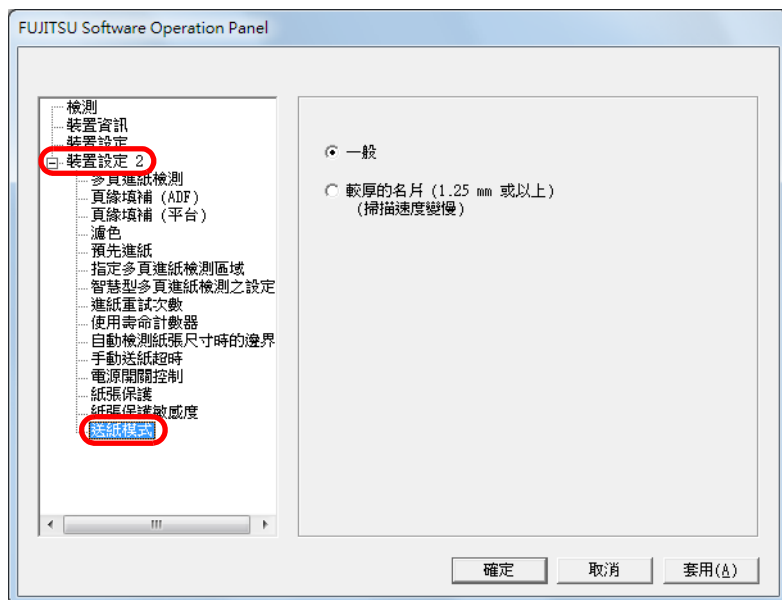 FUJITSU Software Operation Panel
檢測
裝置資訊
裝置設定
裝置設定 2
多頁進紙檢測
頁緣填補 (ADF)
頁緣填補 (平台)
濾色
預先進紙
指定多頁進紙檢測區域
智慧型多頁進紙檢測之設定
進紙重試次數
使用壽命計數器
自動檢測紙張尺寸時的邊界
手動送紙超時
電源開關控制
紙張保護
紙張保護敏感度
送紙模式
一般
較厚的名片 (1.25 mm 或以上)
(掃描速度變慢)
確定
取消
套用(A)